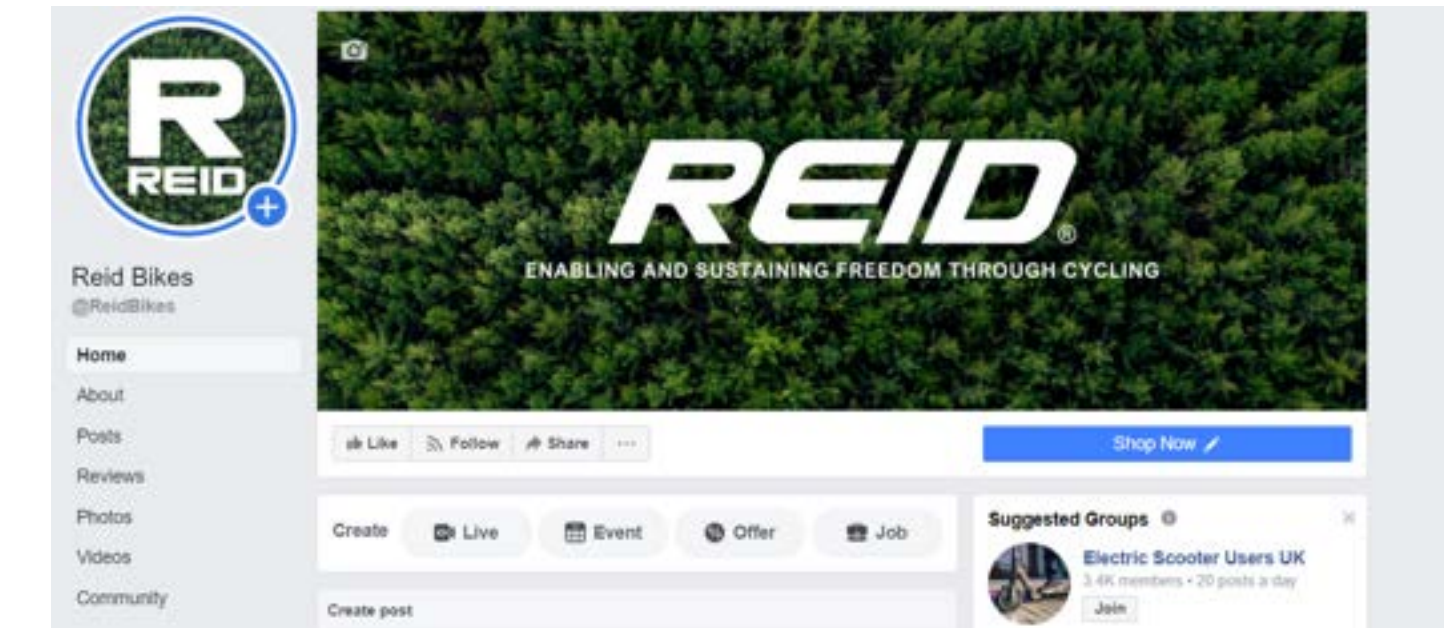 R
REID
Reid Bikes
@ReidBikes
Home
About
Posts
Reviews
Photos
Videos
Community
REID®
ENABLING AND SUSTAINING FREEDOM THROUGH CYCLING
Like Follow Share ...
Shop Now
Create Live Event Offer Job
Create post
Suggested Groups
Electric Scooter Users UK
3.4K members • 20 posts a day
Join